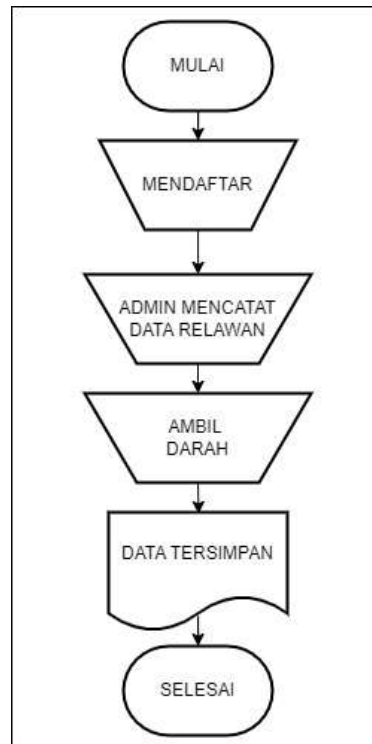 MULAI
MENDAFTAR
ADMIN MENCATAT
DATA RELAWAN
AMBIL
DARAH
DATA TERSIMPAN
SELESAI